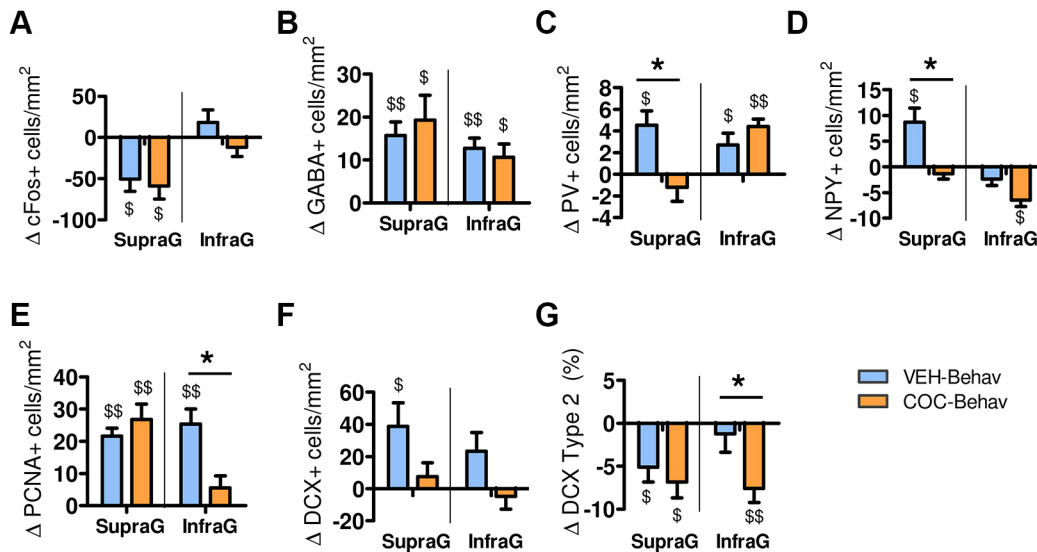 A
Δ cFos+ cells/mm²
50
0
-50
-100
$
$
SupraG
InfraG
B
Δ GABA+ cells/mm²
30
20
10
0
$$
$
$$
$
SupraG
InfraG
C
Δ PV+ cells/mm²
8
6
4
2
0
-2
-4
*
$
$
$$
SupraG
InfraG
D
Δ NPY+ cells/mm²
15
10
5
0
-5
-10
*
$
$
SupraG
InfraG
E
Δ PCNA+ cells/mm²
40
30
20
10
0
$$
$$
$$
*
SupraG
InfraG
F
Δ DCX+ cells/mm²
60
40
20
0
-20
$
SupraG
InfraG
G
Δ DCX Type 2 (%)
5
0
-5
-10
*
$
$
$$
SupraG
InfraG
VEH-Behav
COC-Behav